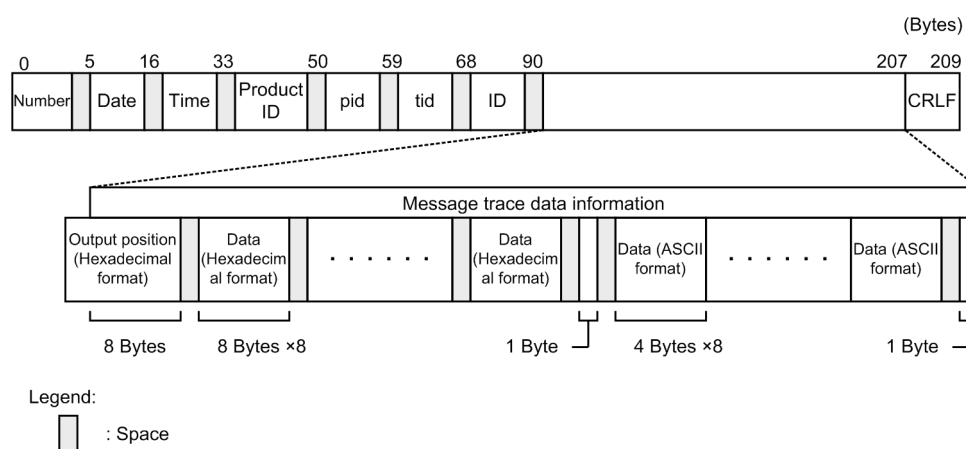 (Bytes)
0 5 16 33 50 59 68 90 207 209
Number Date Time Product ID pid tid ID CRLF
Message trace data information
Output position (Hexadecimal format) Data (Hexadecim al format) · · · · · · Data (Hexadecim al format) Data (ASCII format) · · · · · · Data (ASCII format)
8 Bytes 8 Bytes ×8 1 Byte 4 Bytes ×8 1 Byte
Legend:
: Space